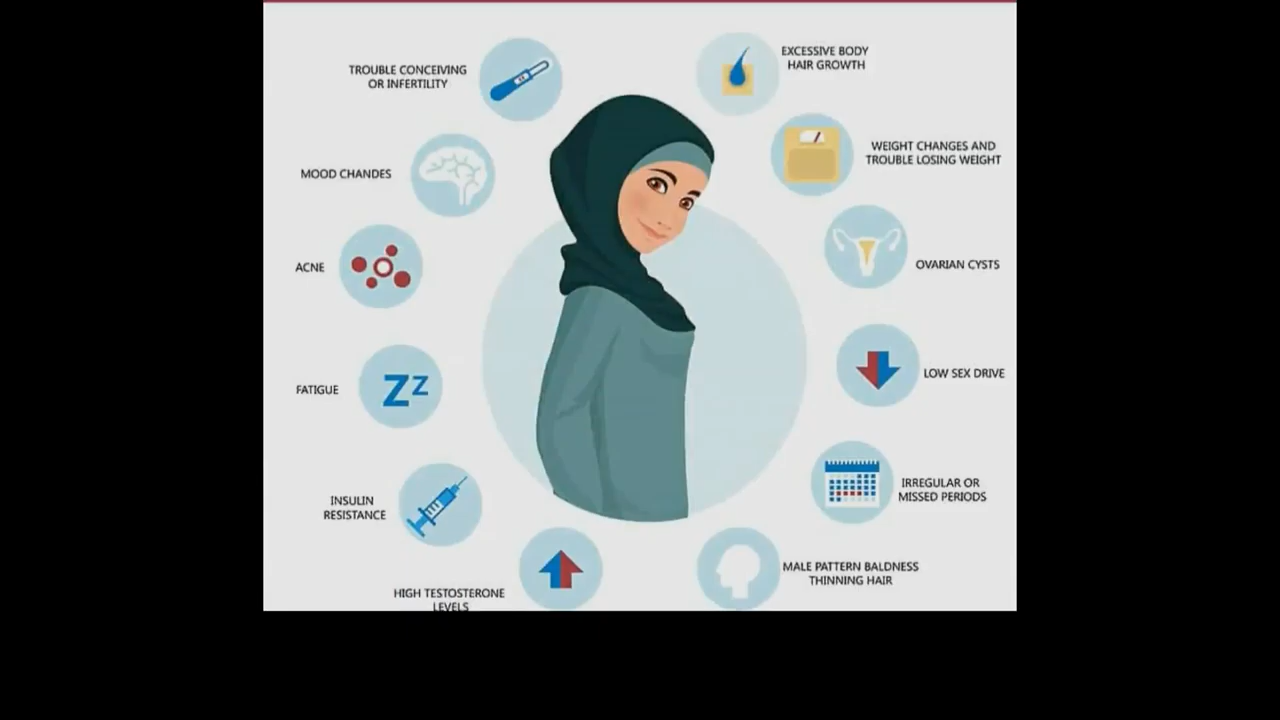 TROUBLE CONCEIVING
OR INFERTILITY
EXCESSIVE BODY
HAIR GROWTH
MOOD CHANDES
WEIGHT CHANGES AND
TROUBLE LOSING WEIGHT
ACNE
OVARIAN CYSTS
FATIGUE
Zz
LOW SEX DRIVE
INSULIN
RESISTANCE
IRREGULAR OR
MISSED PERIODS
HIGH TESTOSTERONE
LEVELS
MALE PATTERN BALDNESS
THINNING HAIR